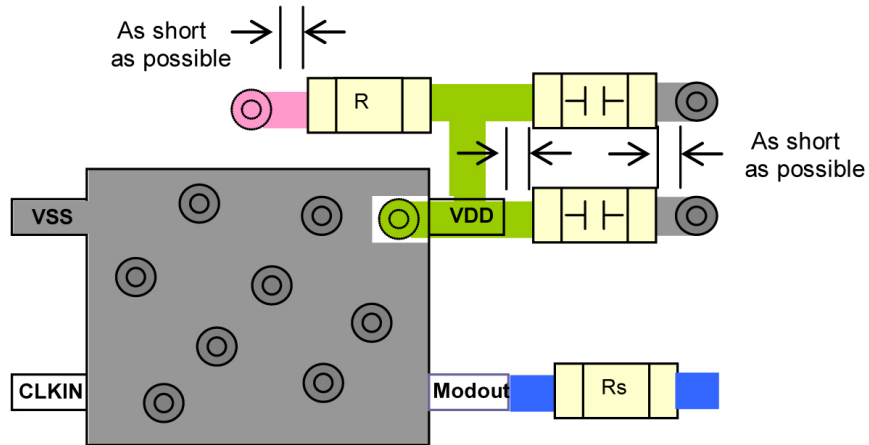 As short
as possible
R
As short
as possible
VSS
VDD
CLKIN
Modout
Rs